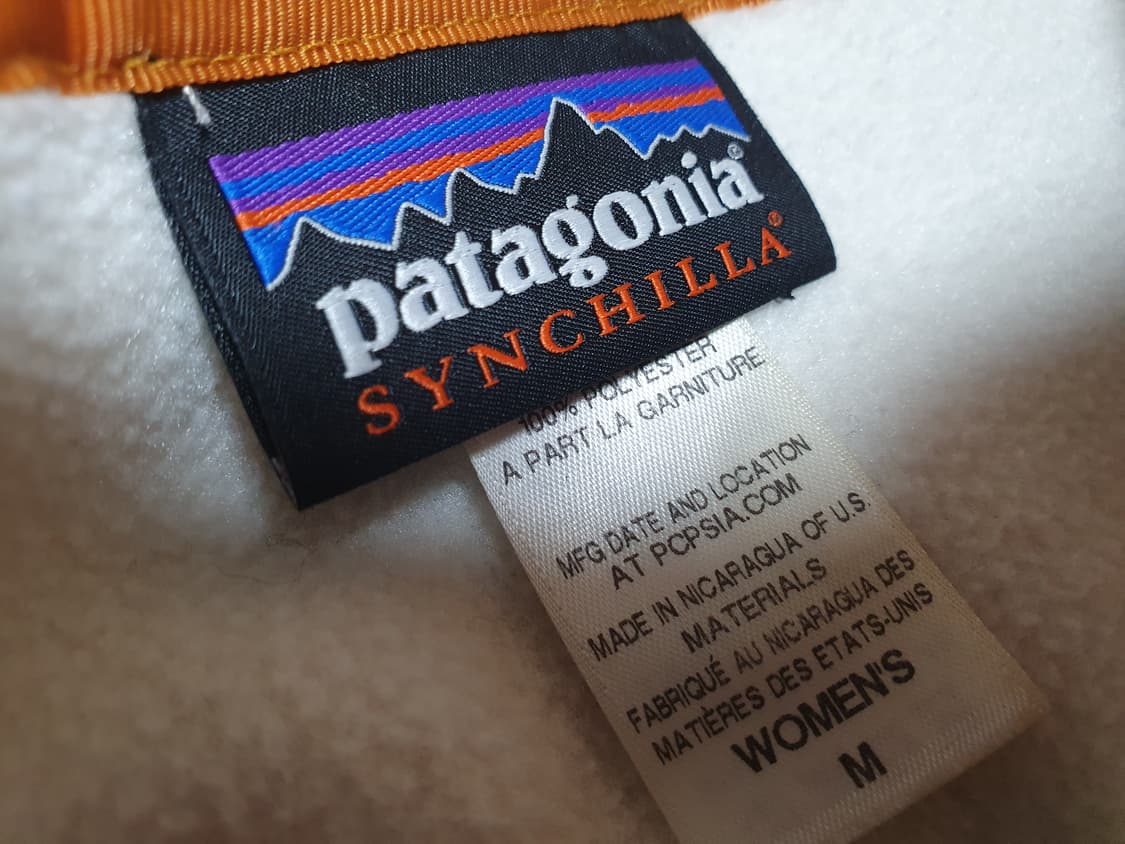 patagonia®
SYNCHILLA®
100% POLYESTER
A PART LA GARNITURE
MFG DATE AND LOCATION
AT PCPSIA.COM
MADE IN NICARAGUA OF U.S.
MATERIALS
FABRIQUÉ AU NICARAGUA DES
MATIÈRES DES ETATS-UNIS
WOMEN'S
M